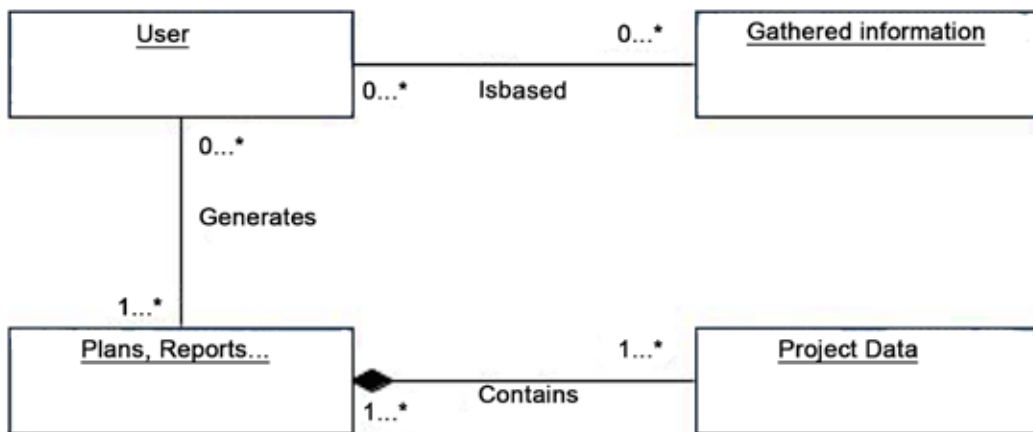 User
0...*
Gathered information
0...*
Isbased
0...*
Generates
1...*
Plans, Reports...
1...*
Project Data
1...*
Contains